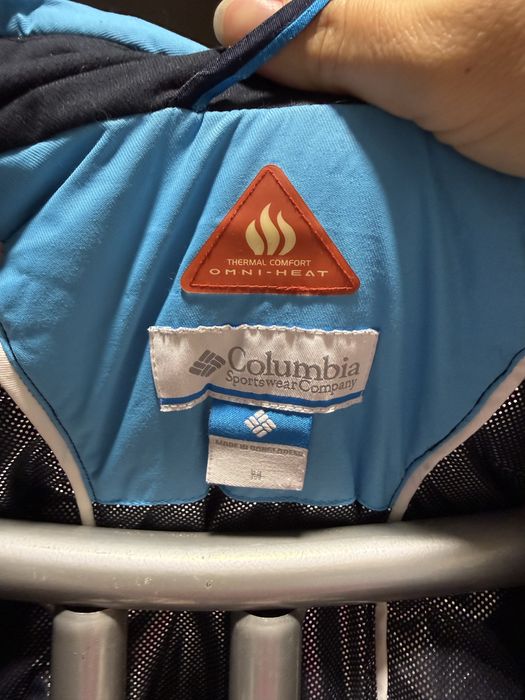 THERMAL COMFORT
OMNI-HEAT
Columbia
Sportswear Company
MADE IN BANGLADESH
M